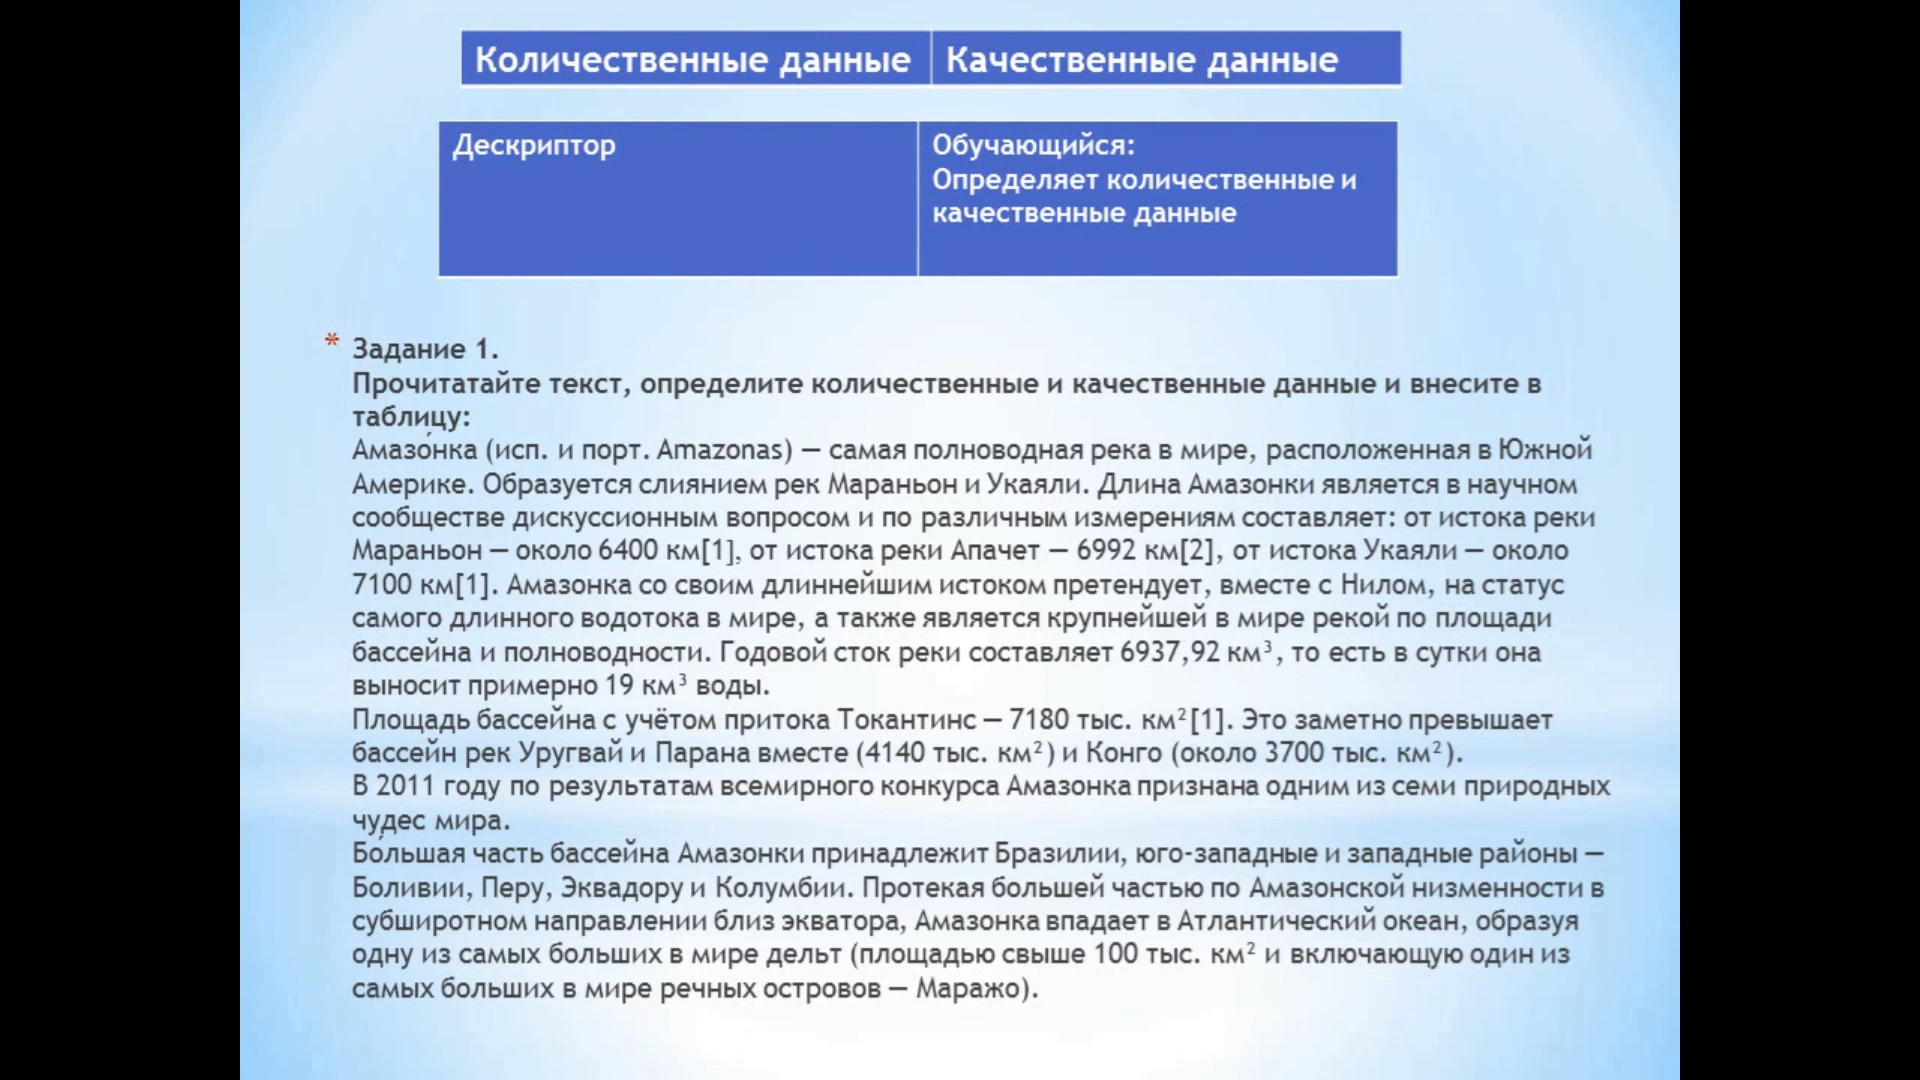 Количественные данные Качественные данные
Дескриптор
Обучающийся:
Определяет количественные и
качественные данные
* Задание 1.
Прочитатайте текст, определите количественные и качественные данные и внесите в
таблицу:
Амазо́нка (исп. и порт. Amazonas) — самая полноводная река в мире, расположенная в Южной
Америке. Образуется слиянием рек Мараньон и Укаяли. Длина Амазонки является в научном
сообществе дискуссионным вопросом и по различным измерениям составляет: от истока реки
Мараньон — около 6400 км[1], от истока реки Апачет — 6992 км[2], от истока Укаяли — около
7100 км[1]. Амазонка со своим длиннейшим истоком претендует, вместе с Нилом, на статус
самого длинного водотока в мире, а также является крупнейшей в мире рекой по площади
бассейна и полноводности. Годовой сток реки составляет 6937,92 км³, то есть в сутки она
выносит примерно 19 км³ воды.
Площадь бассейна с учётом притока Токантинс — 7180 тыс. км²[1]. Это заметно превышает
бассейн рек Уругвай и Парана вместе (4140 тыс. км²) и Конго (около 3700 тыс. км²).
В 2011 году по результатам всемирного конкурса Амазонка признана одним из семи природных
чудес мира.
Бо́льшая часть бассейна Амазонки принадлежит Бразилии, юго-западные и западные районы —
Боливии, Перу, Эквадору и Колумбии. Протекая большей частью по Амазонской низменности в
субширотном направлении близ экватора, Амазонка впадает в Атлантический океан, образуя
одну из самых больших в мире дельт (площадью свыше 100 тыс. км² и включающую один из
самых больших в мире речных островов — Маражо).